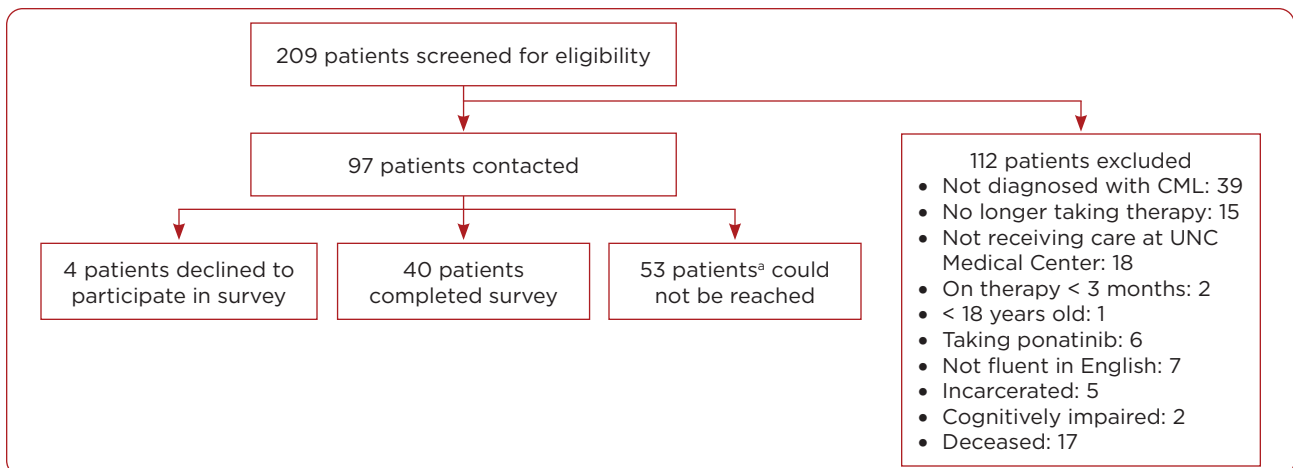 209 patients screened for eligibility
97 patients contacted
4 patients declined to
participate in survey
40 patients
completed survey
53 patientsᵃ could
not be reached
112 patients excluded
• Not diagnosed with CML: 39
• No longer taking therapy: 15
• Not receiving care at UNC
Medical Center: 18
• On therapy < 3 months: 2
• < 18 years old: 1
• Taking ponatinib: 6
• Not fluent in English: 7
• Incarcerated: 5
• Cognitively impaired: 2
• Deceased: 17